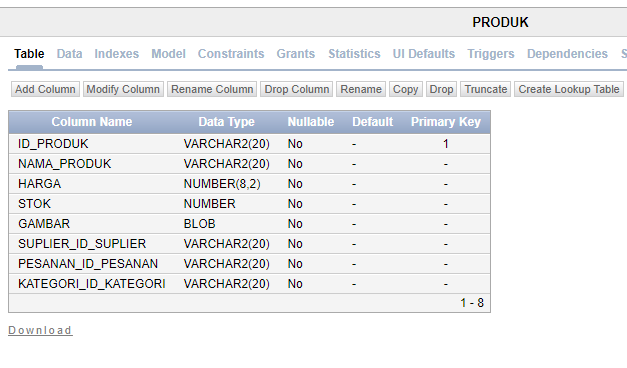 PRODUK
Table Data Indexes Model Constraints Grants Statistics UI Defaults Triggers Dependencies S
Add Column Modify Column Rename Column Drop Column Rename Copy Drop Truncate Create Lookup Table
Column Name Data Type Nullable Default Primary Key
ID_PRODUK VARCHAR2(20) No - 1
NAMA_PRODUK VARCHAR2(20) No - -
HARGA NUMBER(8,2) No - -
STOK NUMBER No - -
GAMBAR BLOB No - -
SUPLIER_ID_SUPLIER VARCHAR2(20) No - -
PESANAN_ID_PESANAN VARCHAR2(20) No - -
KATEGORI_ID_KATEGORI VARCHAR2(20) No - -
1 - 8
Download